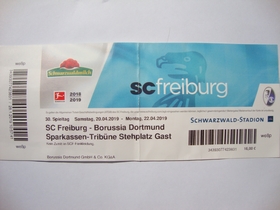 Schwarzwaldmilch
scfreiburg
2018
2019
30. Spieltag Samstag, 20.04.2019 - Montag, 22.04.2019
SCHWARZWALD-STADION
SC Freiburg - Borussia Dortmund
Sparkassen-Tribüne Stehplatz Gast
Borussia Dortmund GmbH & Co. KGaA